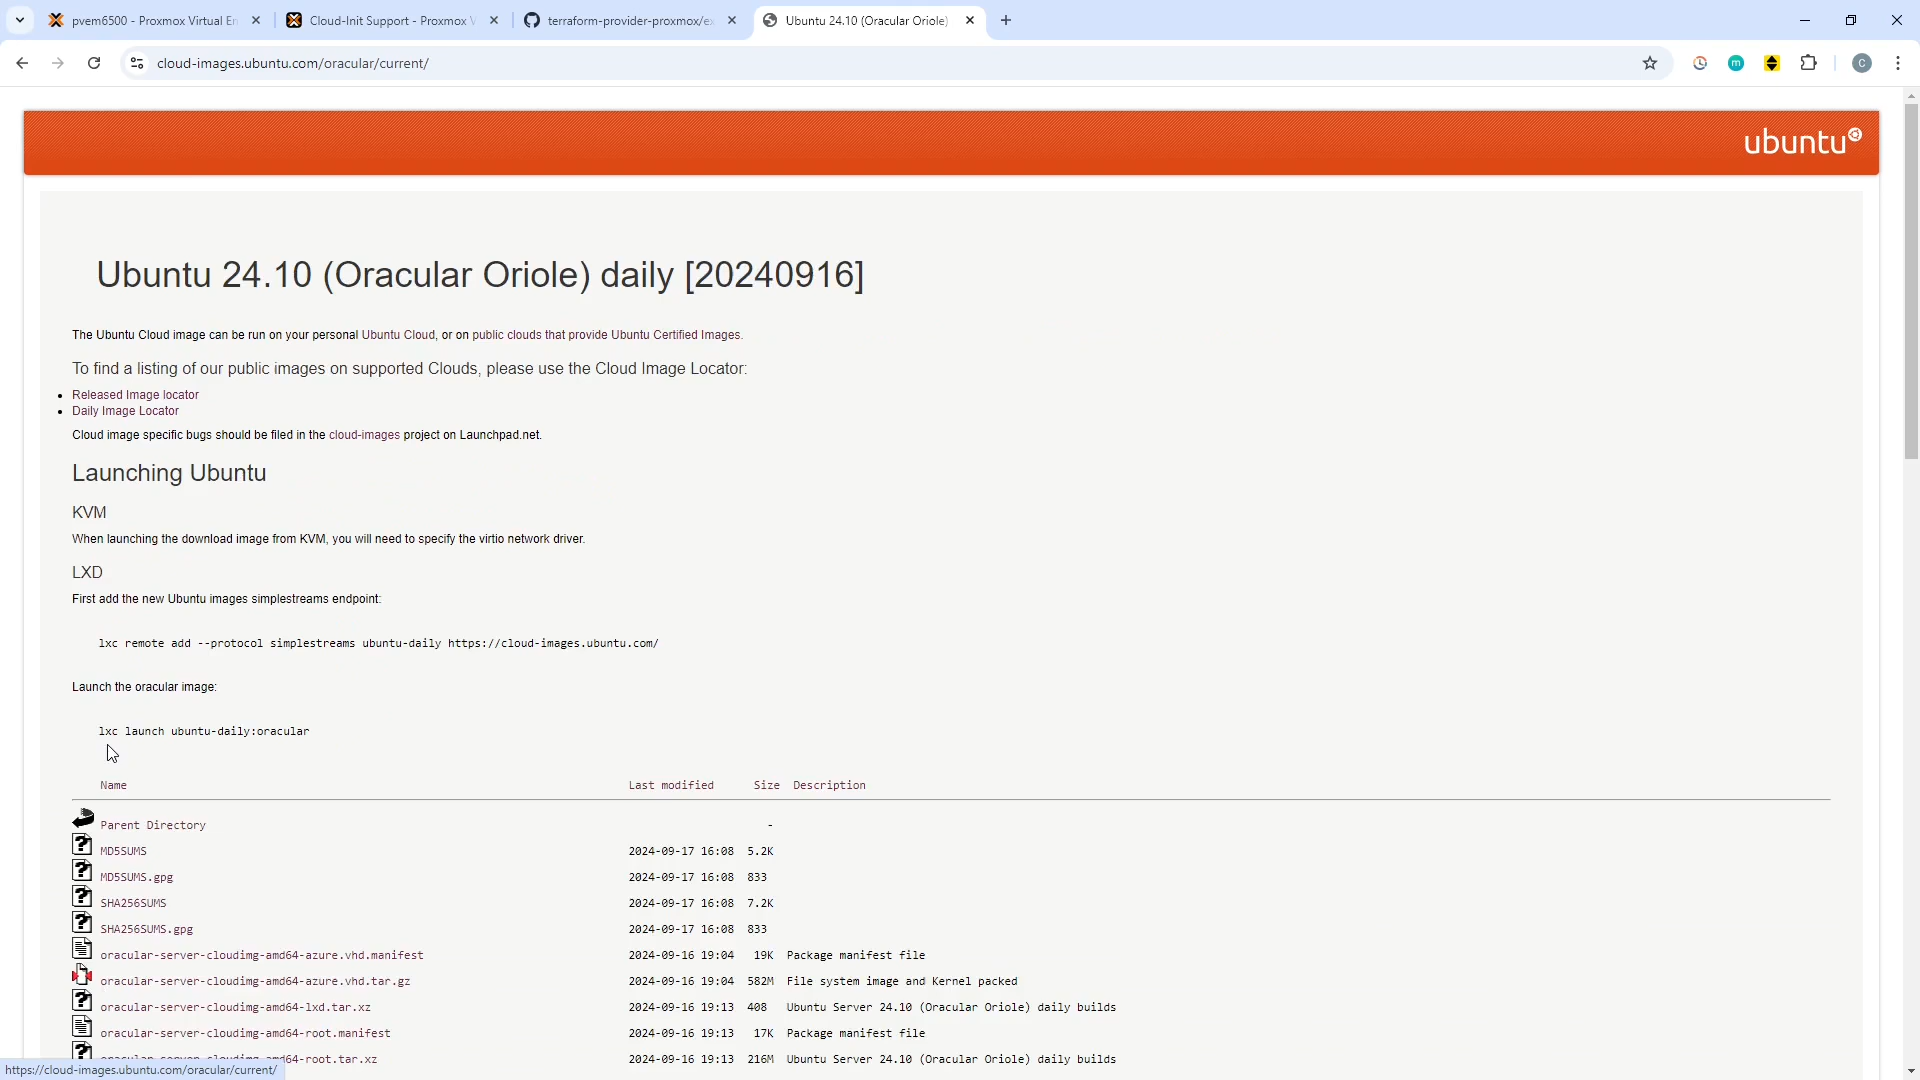 pvem6500 - Proxmox Virtual En
Cloud-Init Support - Proxmox V
terraform-provider-proxmox/ex
Ubuntu 24.10 (Oracular Oriole)
cloud-images.ubuntu.com/oracular/current/
m
C
ubuntu
Ubuntu 24.10 (Oracular Oriole) daily [20240916]
The Ubuntu Cloud image can be run on your personal Ubuntu Cloud, or on public clouds that provide Ubuntu Certified Images.
To find a listing of our public images on supported Clouds, please use the Cloud Image Locator:
• Released Image locator
• Daily Image Locator
Cloud image specific bugs should be filed in the cloud-images project on Launchpad.net.
Launching Ubuntu
KVM
When launching the download image from KVM, you will need to specify the virtio network driver.
LXD
First add the new Ubuntu images simplestreams endpoint:
lxc remote add --protocol simplestreams ubuntu-daily https://cloud-images.ubuntu.com/
Launch the oracular image:
lxc launch ubuntu-daily:oracular
Name Last modified Size Description
Parent Directory -
MD5SUMS 2024-09-17 16:08 5.2K
MD5SUMS.gpg 2024-09-17 16:08 833
SHA256SUMS 2024-09-17 16:08 7.2K
SHA256SUMS.gpg 2024-09-17 16:08 833
oracular-server-cloudimg-amd64-azure.vhd.manifest 2024-09-16 19:04 19K Package manifest file
oracular-server-cloudimg-amd64-azure.vhd.tar.gz 2024-09-16 19:04 582M File system image and Kernel packed
oracular-server-cloudimg-amd64-lxd.tar.xz 2024-09-16 19:13 408 Ubuntu Server 24.10 (Oracular Oriole) daily builds
oracular-server-cloudimg-amd64-root.manifest 2024-09-16 19:13 17K Package manifest file
oracular-server-cloudimg-amd64-root.tar.xz 2024-09-16 19:13 216M Ubuntu Server 24.10 (Oracular Oriole) daily builds
https://cloud-images.ubuntu.com/oracular/current/